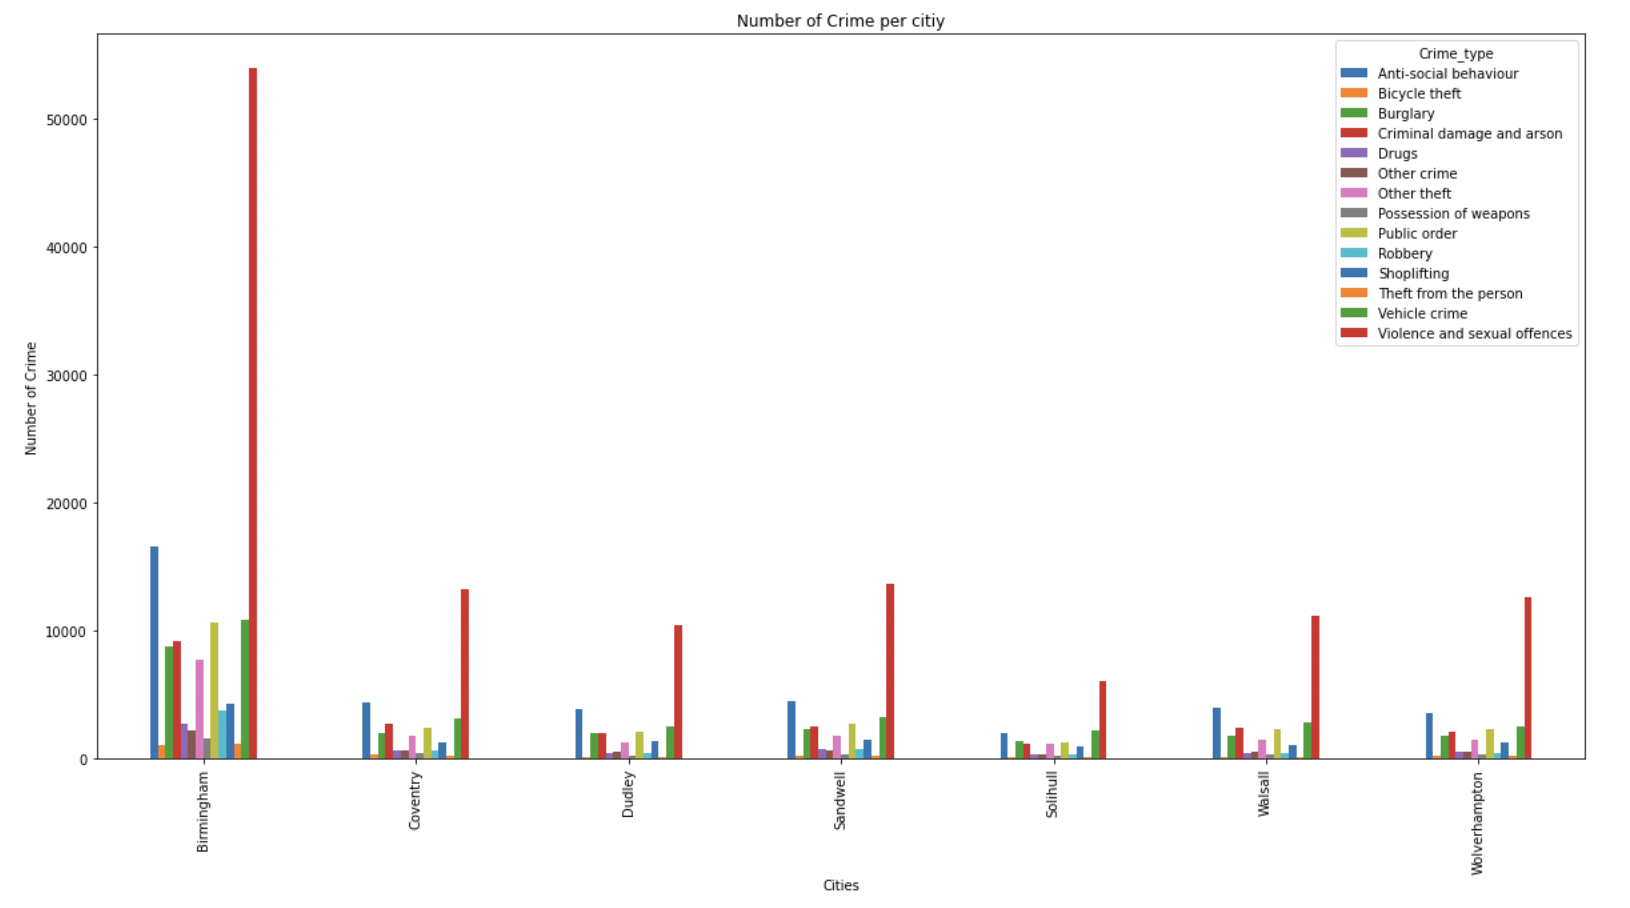 Number of Crime per citiy
Crime_type
Anti-social behaviour
Bicycle theft
Burglary
Criminal damage and arson
Drugs
Other crime
Other theft
Possession of weapons
Public order
Robbery
Shoplifting
Theft from the person
Vehicle crime
Violence and sexual offences
Number of Crime
50000
40000
30000
20000
10000
0
Birmingham
Coventry
Dudley
Sandwell
Solihull
Walsall
Wolverhampton
Cities